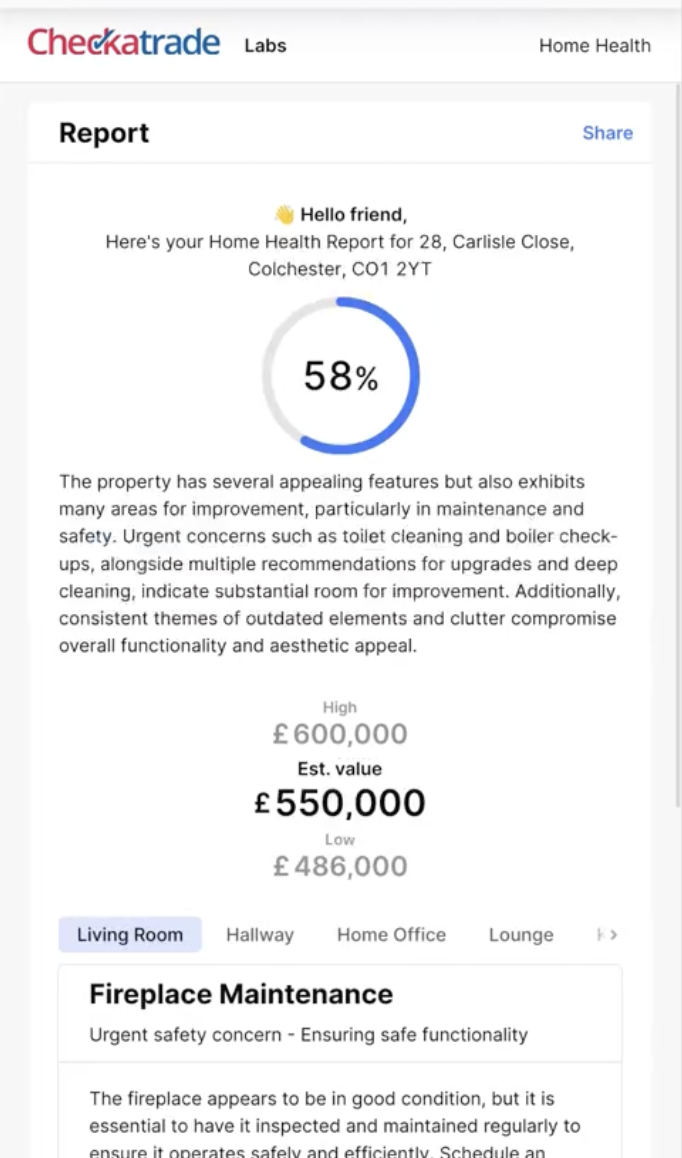 Checkatrade Labs Home Health
Report Share
👋 Hello friend,
Here's your Home Health Report for 28, Carlisle Close,
Colchester, CO1 2YT
58%
The property has several appealing features but also exhibits
many areas for improvement, particularly in maintenance and
safety. Urgent concerns such as toilet cleaning and boiler check-
ups, alongside multiple recommendations for upgrades and deep
cleaning, indicate substantial room for improvement. Additionally,
consistent themes of outdated elements and clutter compromise
overall functionality and aesthetic appeal.
High
£600,000
Est. value
£550,000
Low
£486,000
Living Room Hallway Home Office Lounge
Fireplace Maintenance
Urgent safety concern - Ensuring safe functionality
The fireplace appears to be in good condition, but it is
essential to have it inspected and maintained regularly to
ensure it operates safely and efficiently. Schedule an